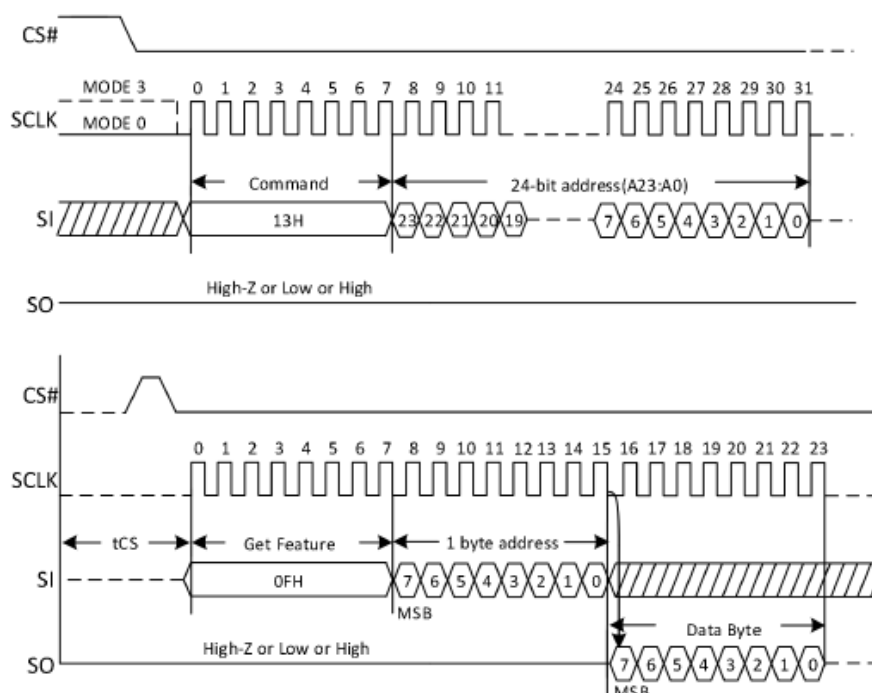 CS#
MODE 3
0 1 2 3 4 5 6 7 8 9 10 11 24 25 26 27 28 29 30 31
SCLK
MODE 0
Command 24-bit address(A23:A0)
SI 13H 23 22 21 20 19 7 6 5 4 3 2 1 0
High-Z or Low or High
SO
CS#
0 1 2 3 4 5 6 7 8 9 10 11 12 13 14 15 16 17 18 19 20 21 22 23
SCLK
tCS Get Feature 1 byte address
SI 0FH 7 6 5 4 3 2 1 0
MSB
High-Z or Low or High Data Byte
SO 7 6 5 4 3 2 1 0
MSB